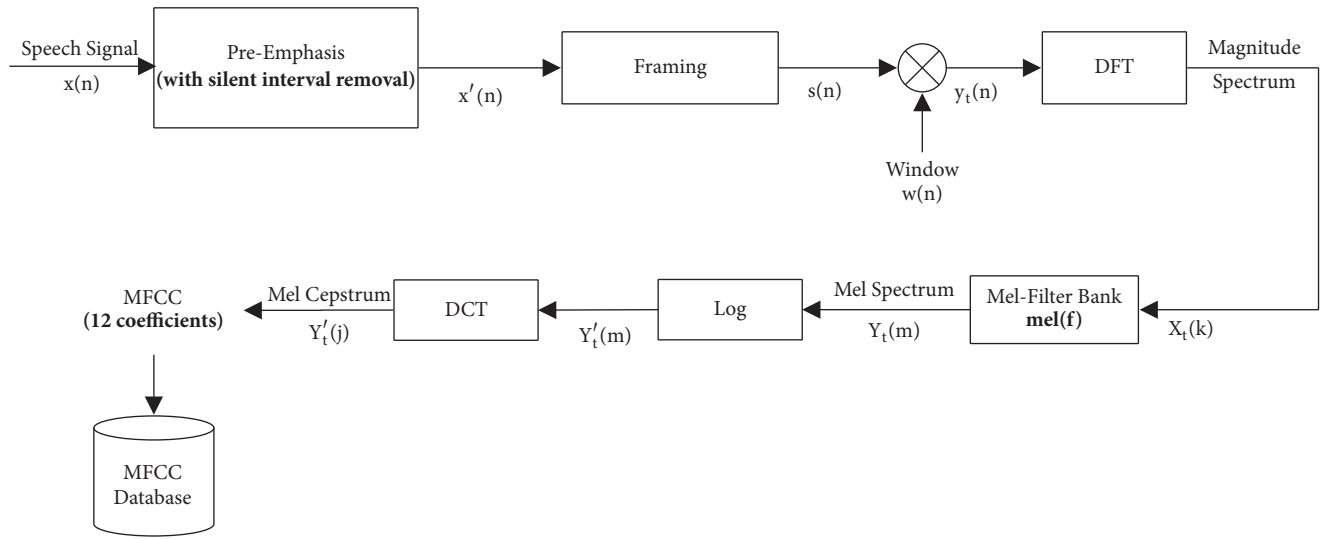 Speech Signal
x(n)
Pre-Emphasis
(with silent interval removal)
x′(n)
Framing
s(n)
Window
w(n)
yₜ(n)
DFT
Magnitude
Spectrum
Xₜ(k)
Mel-Filter Bank
mel(f)
Mel Spectrum
Yₜ(m)
Log
Y′ₜ(m)
DCT
Mel Cepstrum
Y′ₜ(j)
MFCC
(12 coefficients)
MFCC
Database